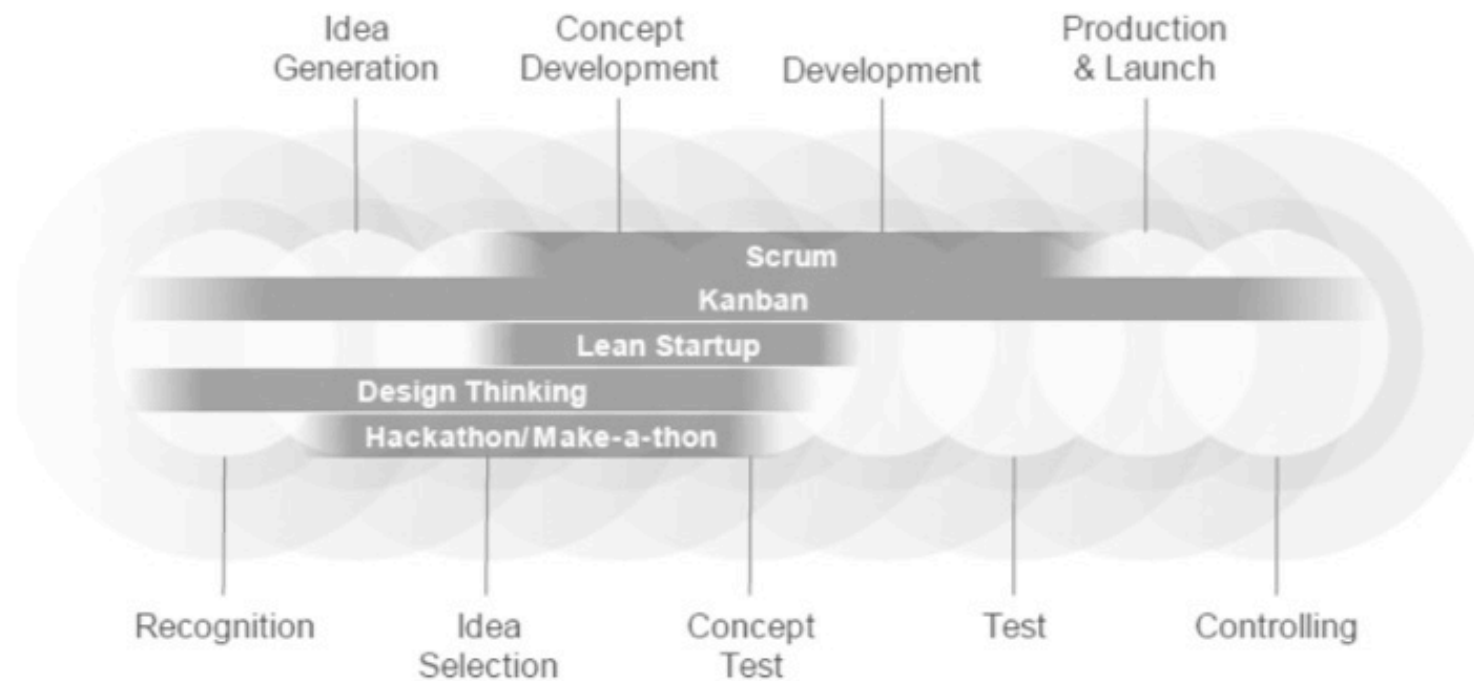 Idea
Generation
Concept
Development
Development
Production
& Launch
Scrum
Kanban
Lean Startup
Design Thinking
Hackathon/Make-a-thon
Recognition
Idea
Selection
Concept
Test
Test
Controlling